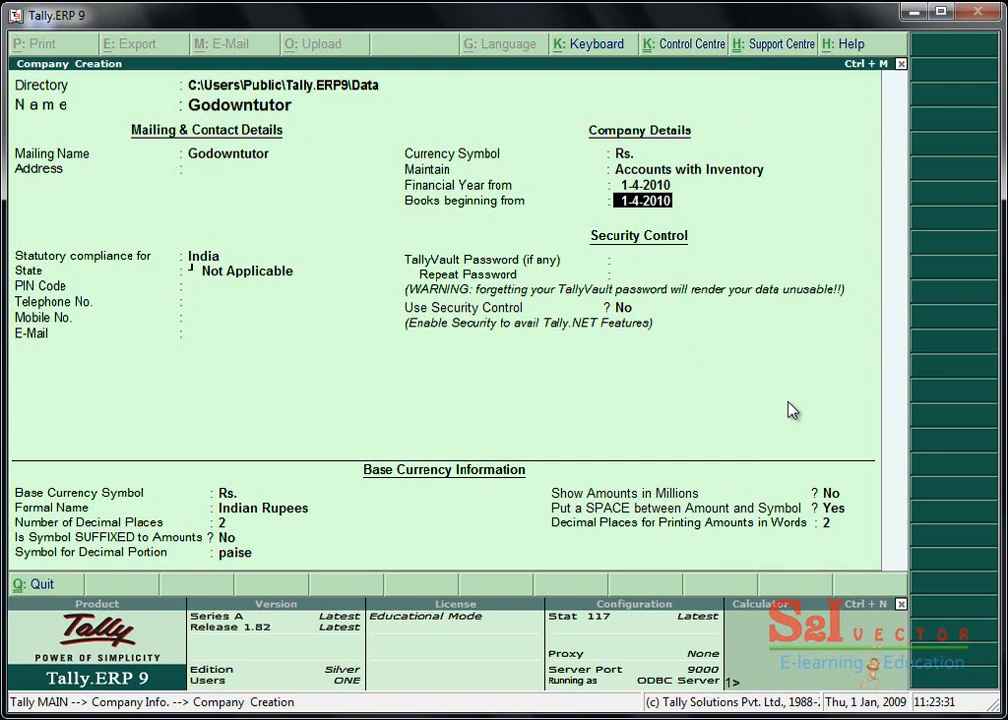 Tally.ERP 9
P: Print E: Export M: E-Mail O: Upload G: Language K: Keyboard K: Control Centre H: Support Centre H: Help
Company Creation Ctrl + M
Directory : C:\Users\Public\Tally.ERP9\Data
Name : Godowntutor
Mailing & Contact Details Company Details
Mailing Name : Godowntutor Currency Symbol : Rs.
Address : Maintain : Accounts with Inventory
Financial Year from : 1-4-2010
Books beginning from : 1-4-2010
Security Control
Statutory compliance for : India TallyVault Password (if any) :
State : Not Applicable Repeat Password :
PIN Code : (WARNING: forgetting your TallyVault password will render your data unusable!!)
Telephone No. : Use Security Control ? No
Mobile No. : (Enable Security to avail Tally.NET Features)
E-Mail :
Base Currency Information
Base Currency Symbol : Rs. Show Amounts in Millions ? No
Formal Name : Indian Rupees Put a SPACE between Amount and Symbol ? Yes
Number of Decimal Places : 2 Decimal Places for Printing Amounts in Words : 2
Is Symbol SUFFIXED to Amounts ? No
Symbol for Decimal Portion : paise
Q: Quit
Product Version License Configuration Calculator Ctrl + N
Tally Series A Latest Educational Mode Stat 117 Latest
Release 1.82 Latest
POWER OF SIMPLICITY Proxy None
Tally.ERP 9 Edition Silver Server Port 9000
Users ONE Running as ODBC Server 1>
S2I VECTOR
E-learning Education
Tally MAIN --> Company Info. --> Company Creation (c) Tally Solutions Pvt. Ltd., 1988-2 Thu, 1 Jan, 2009 11:23:31